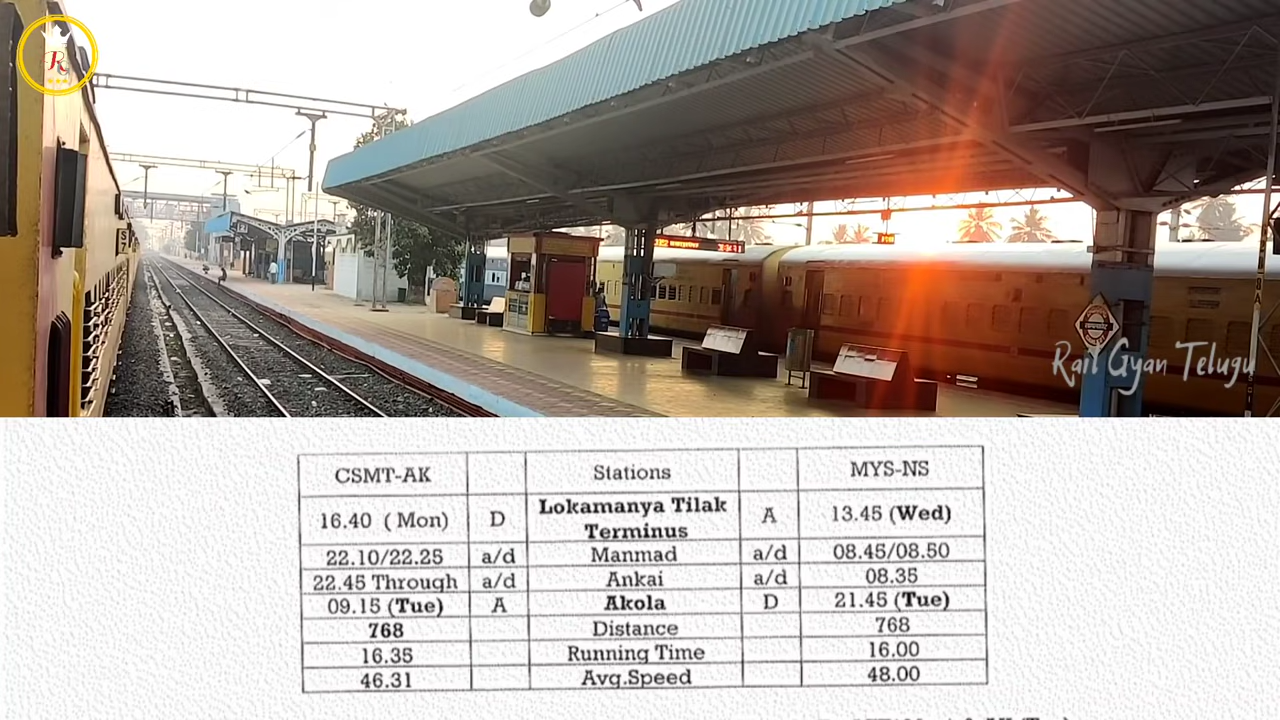 R
S7
Rail Gyan Telugu
CSMT-AK Stations MYS-NS
16.40 ( Mon) D Lokamanya Tilak Terminus A 13.45 (Wed)
22.10/22.25 a/d Manmad a/d 08.45/08.50
22.45 Through a/d Ankai a/d 08.35
09.15 (Tue) A Akola D 21.45 (Tue)
768 Distance 768
16.35 Running Time 16.00
46.31 Avg.Speed 48.00